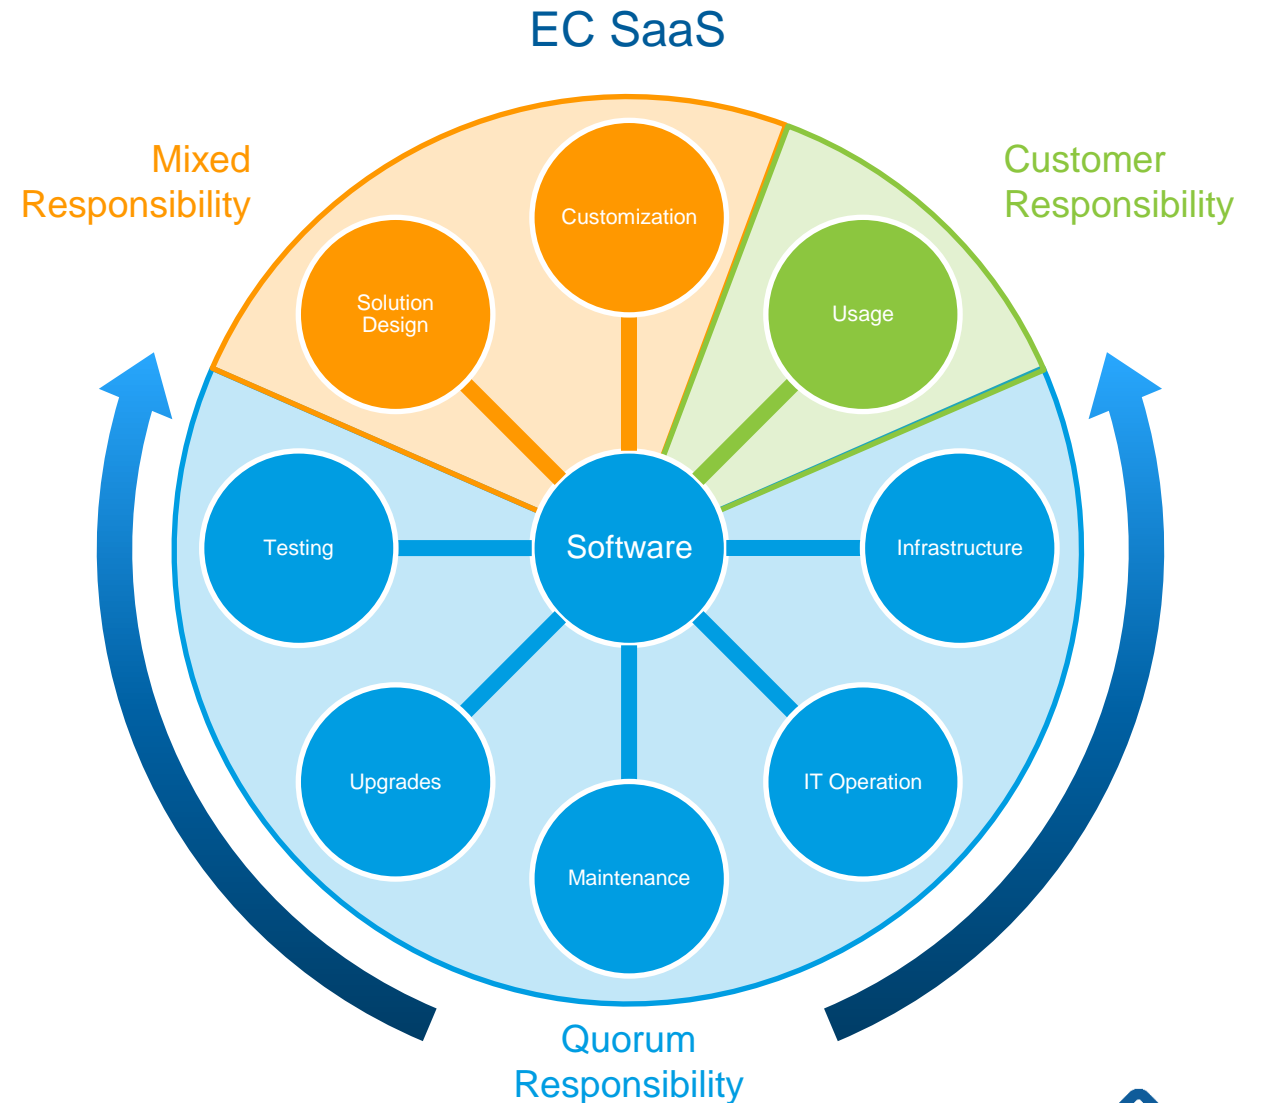 EC SaaS
Mixed
Responsibility
Customer
Responsibility
Customization
Solution
Design
Usage
Testing
Software
Infrastructure
Upgrades
IT Operation
Maintenance
Quorum
Responsibility